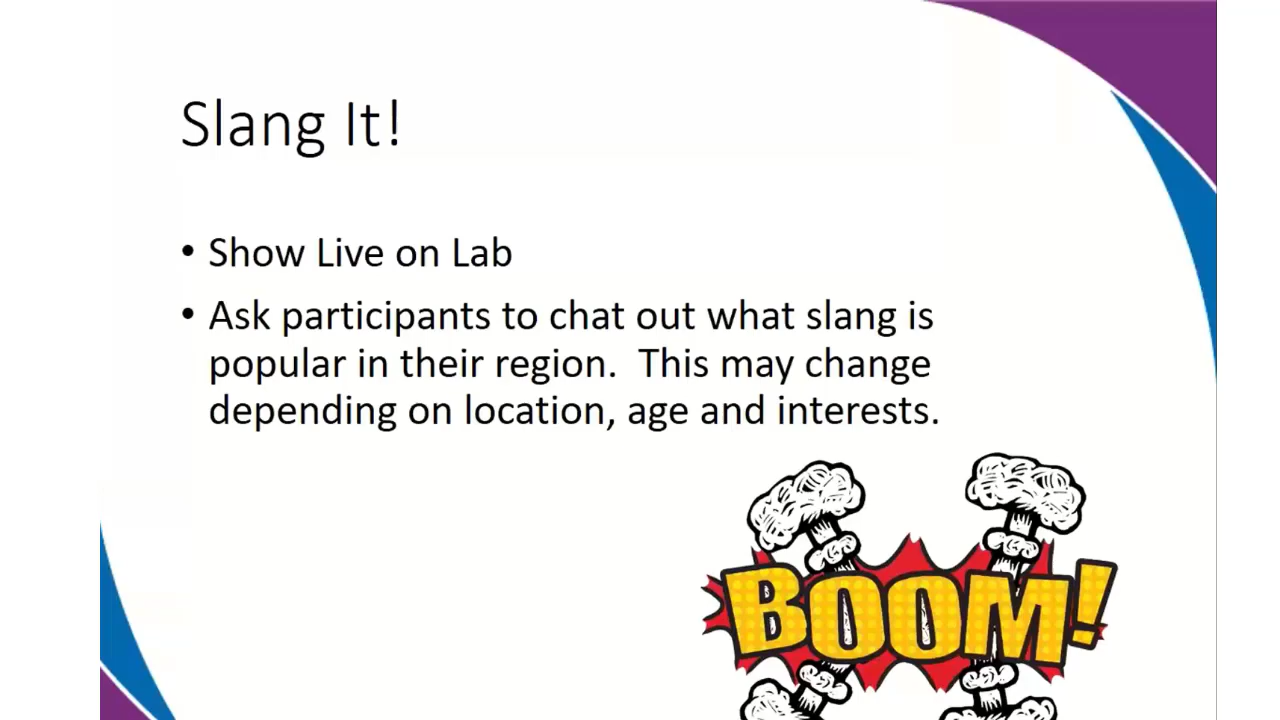 Slang It!
• Show Live on Lab
• Ask participants to chat out what slang is
popular in their region.  This may change
depending on location, age and interests.
BOOM!